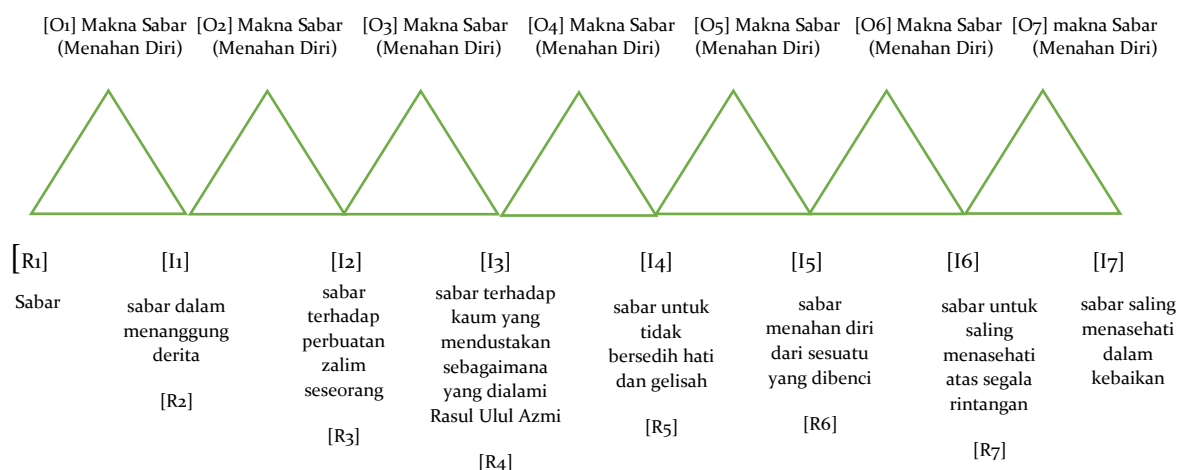 [O1] Makna Sabar [O2] Makna Sabar [O3] Makna Sabar [O4] Makna Sabar [O5] Makna Sabar [O6] Makna Sabar [O7] makna Sabar
(Menahan Diri) (Menahan Diri) (Menahan Diri) (Menahan Diri) (Menahan Diri) (Menahan Diri) (Menahan Diri)
[R1]
Sabar
[I1]
sabar dalam
menanggung
derita
[R2]
[I2]
sabar
terhadap
perbuatan
zalim
seseorang
[R3]
[I3]
sabar terhadap
kaum yang
mendustakan
sebagaimana
yang dialami
Rasul Ulul Azmi
[R4]
[I4]
sabar untuk
tidak
bersedih hati
dan gelisah
[R5]
[I5]
sabar
menahan diri
dari sesuatu
yang dibenci
[R6]
[I6]
sabar untuk
saling
menasehati
atas segala
rintangan
[R7]
[I7]
sabar saling
menasehati
dalam
kebaikan